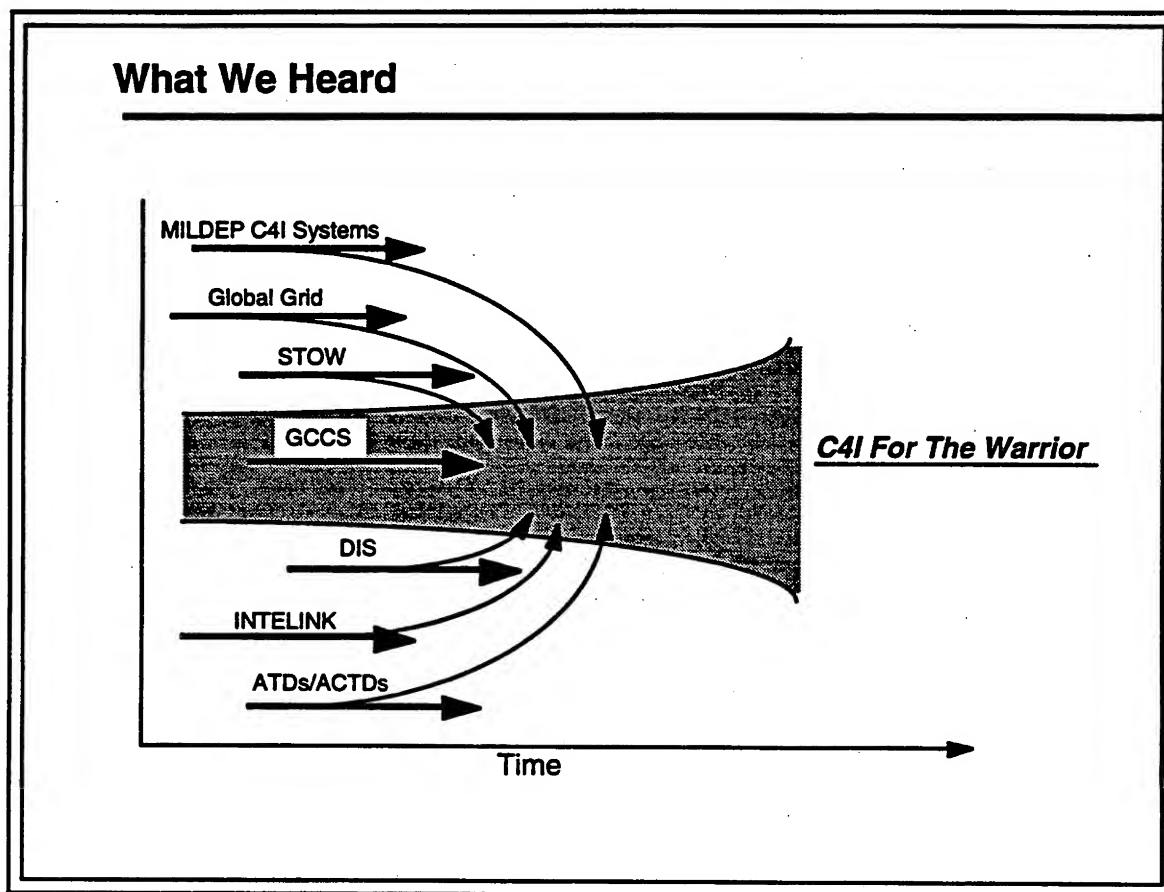 What We Heard
MILDEP C4I Systems
Global Grid
STOW
GCCS
C4I For The Warrior
DIS
INTELINK
ATDs/ACTDs
Time